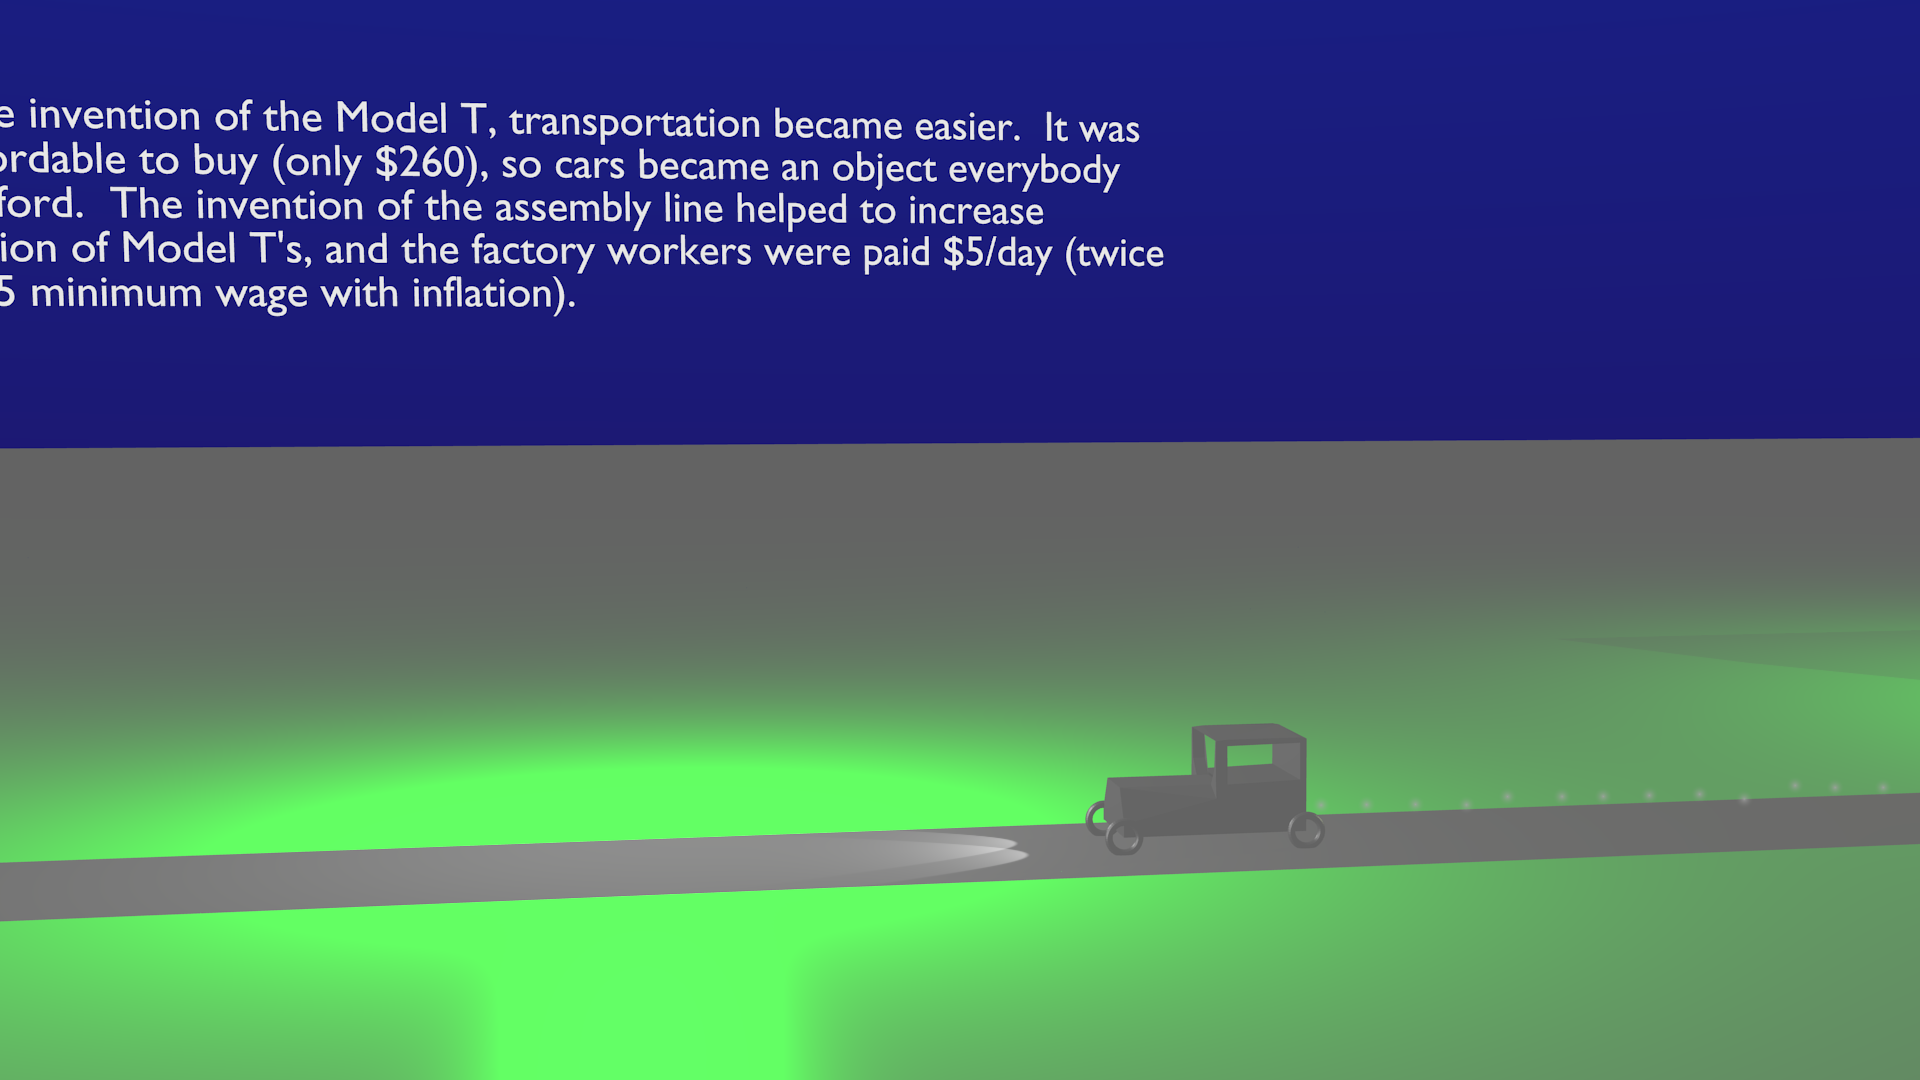 e invention of the Model T, transportation became easier.  It was
ordable to buy (only $260), so cars became an object everybody
ford.  The invention of the assembly line helped to increase
ion of Model T's, and the factory workers were paid $5/day (twice
5 minimum wage with inflation).